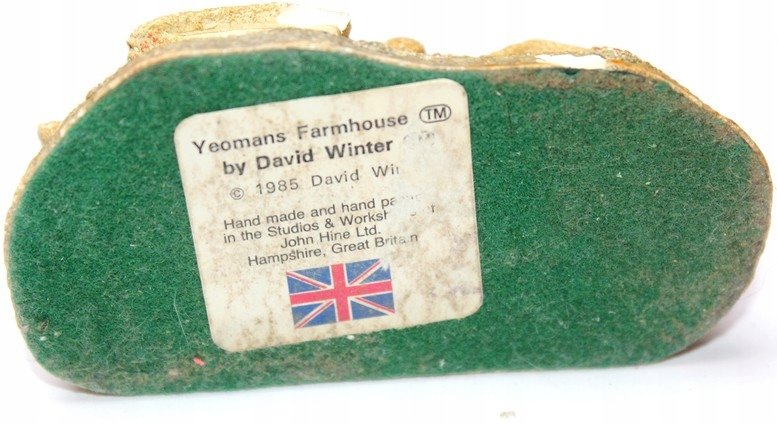 Yeomans Farmhouse TM
by David Winter
© 1985 David Wi
Hand made and hand pa
in the Studios & Worksh
John Hine Ltd.
Hampshire, Great Britain